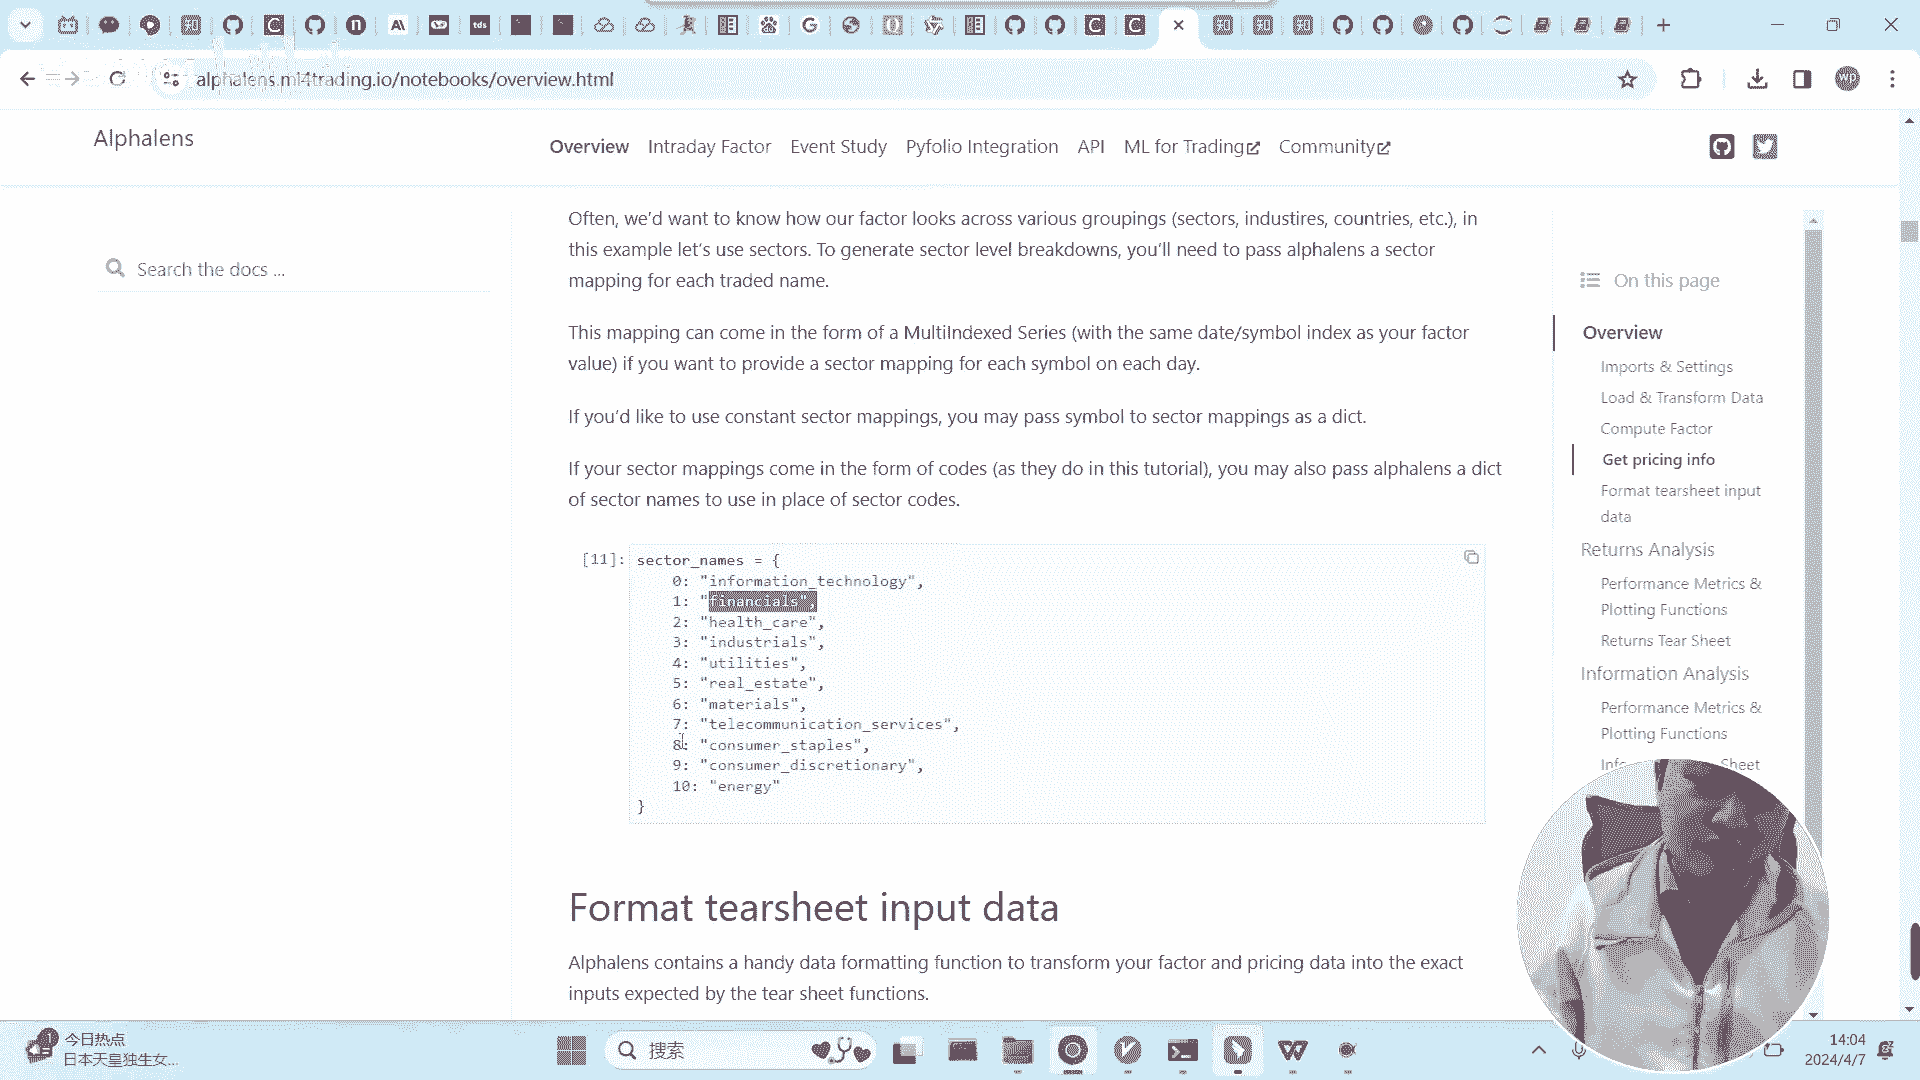 alphalens.ml4trading.io/notebooks/overview.html
wp
Alphalens
Overview Intraday Factor Event Study Pyfolio Integration API ML for Trading Community
Search the docs ...
Often, we'd want to know how our factor looks across various groupings (sectors, industires, countries, etc.), in
this example let's use sectors. To generate sector level breakdowns, you'll need to pass alphalens a sector
mapping for each traded name.
This mapping can come in the form of a MultiIndexed Series (with the same date/symbol index as your factor
value) if you want to provide a sector mapping for each symbol on each day.
If you'd like to use constant sector mappings, you may pass symbol to sector mappings as a dict.
If your sector mappings come in the form of codes (as they do in this tutorial), you may also pass alphalens a dict
of sector names to use in place of sector codes.
[11]: sector_names = {
0: "information_technology",
1: "financials",
2: "health_care",
3: "industrials",
4: "utilities",
5: "real_estate",
6: "materials",
7: "telecommunication_services",
8: "consumer_staples",
9: "consumer_discretionary",
10: "energy"
}
Format tearsheet input data
Alphalens contains a handy data formatting function to transform your factor and pricing data into the exact
inputs expected by the tear sheet functions.
On this page
Overview
Imports & Settings
Load & Transform Data
Compute Factor
Get pricing info
Format tearsheet input
data
Returns Analysis
Performance Metrics &
Plotting Functions
Returns Tear Sheet
Information Analysis
Performance Metrics &
Plotting Functions
Sheet
今日热点
日本天皇独生女...
搜索
14:04
2024/4/7